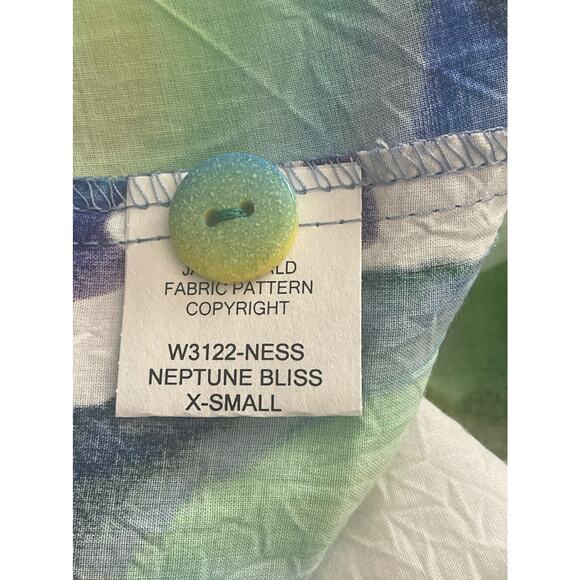 FABRIC PATTERN
COPYRIGHT
W3122-NESS
NEPTUNE BLISS
X-SMALL